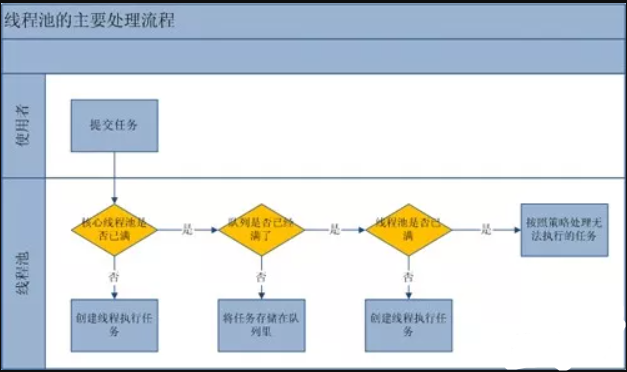 线程池的主要处理流程
使用者
提交任务
线程池
核心线程池是
否已满
是
队列是否已经
满了
是
线程池是否已
满
是
按照策略处理无
法执行的任务
否
否
否
创建线程执行任
务
将任务存储在队
列里
创建线程执行任
务